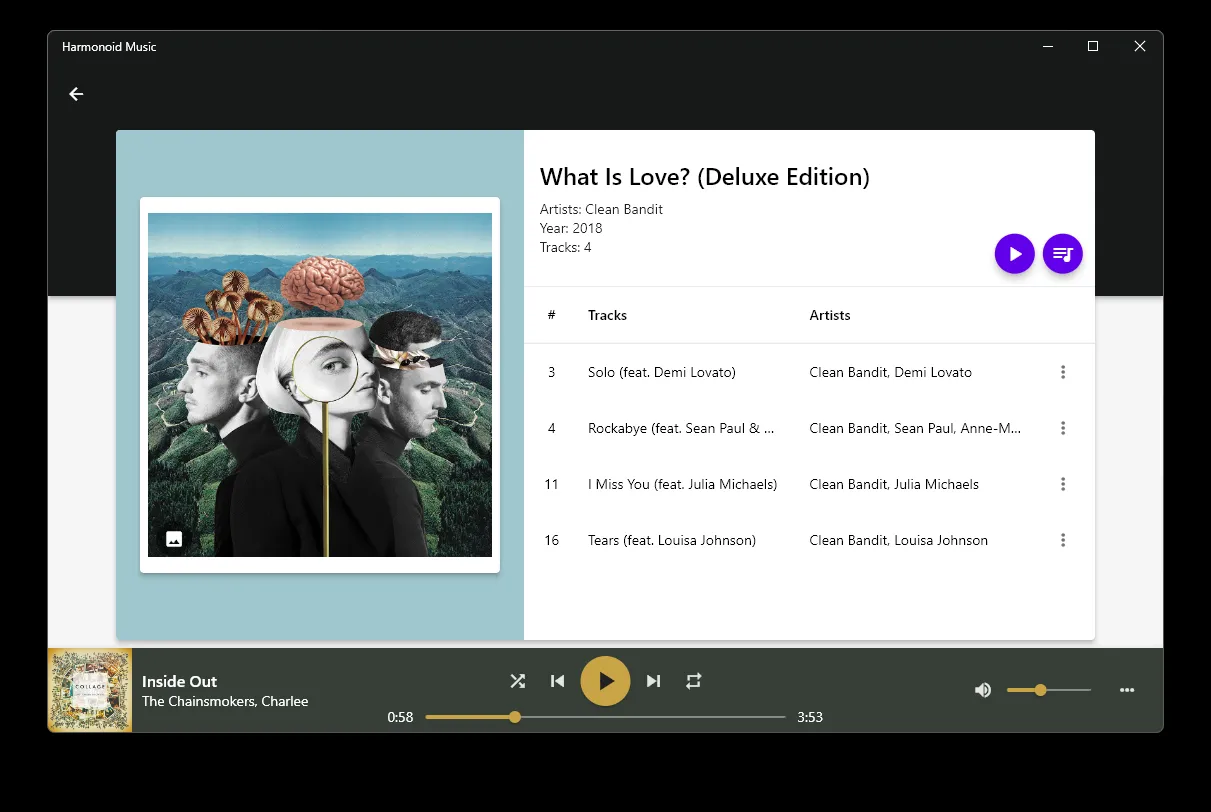 Harmonoid Music
What Is Love? (Deluxe Edition)
Artists: Clean Bandit
Year: 2018
Tracks: 4
# Tracks Artists
3 Solo (feat. Demi Lovato) Clean Bandit, Demi Lovato
4 Rockabye (feat. Sean Paul & ... Clean Bandit, Sean Paul, Anne-M...
11 I Miss You (feat. Julia Michaels) Clean Bandit, Julia Michaels
16 Tears (feat. Louisa Johnson) Clean Bandit, Louisa Johnson
COLLAGE
Inside Out
The Chainsmokers, Charlee
0:58 3:53